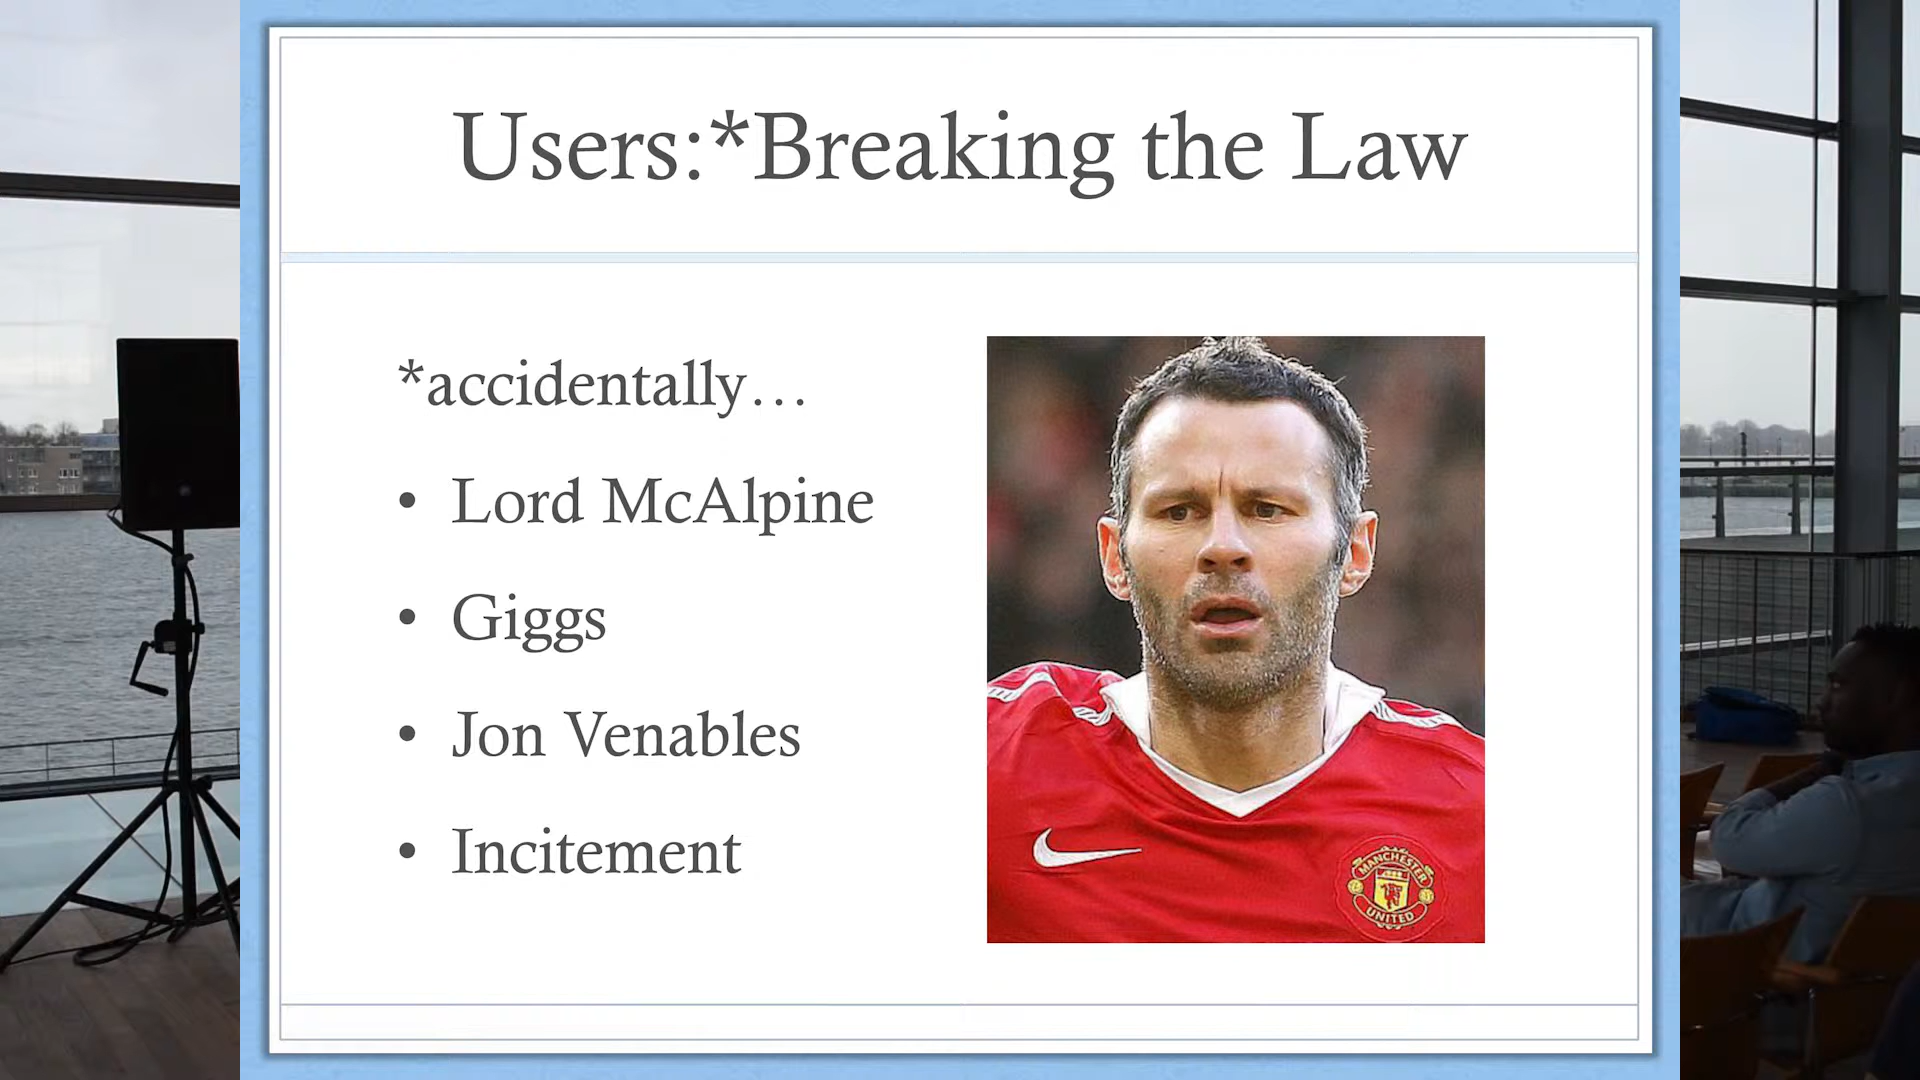 Users:*Breaking the Law
*accidentally…
• Lord McAlpine
• Giggs
• Jon Venables
• Incitement
MANCHESTER
UNITED